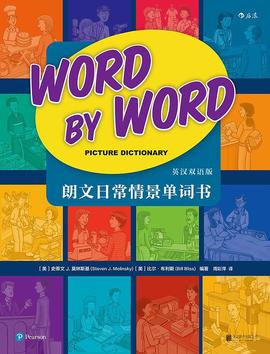 后浪
WORD
BY WORD
PICTURE DICTIONARY
英汉双语版
朗文日常情景单词书
[美] 史蒂文 J. 莫林斯基 (Steven J. Molinsky) [美] 比尔·布利斯 (Bill Bliss) 编著 周彩萍 译
Pearson